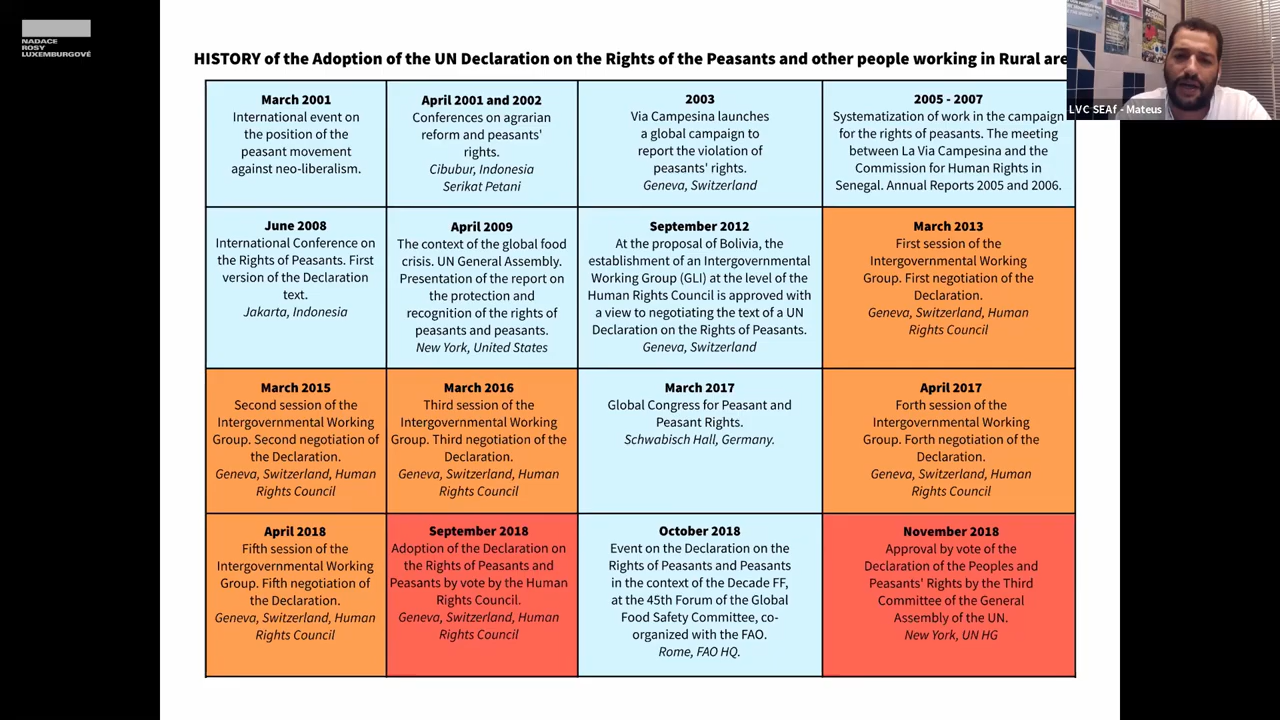 NADACE
ROSY
LUXEMBURGOVÉ
HISTORY of the Adoption of the UN Declaration on the Rights of the Peasants and other people working in Rural are
LVC SEAf - Mateus
March 2001
International event on
the position of the
peasant movement
against neo-liberalism.
April 2001 and 2002
Conferences on agrarian
reform and peasants'
rights.
Cibubur, Indonesia
Serikat Petani
2003
Via Campesina launches
a global campaign to
report the violation of
peasants' rights.
Geneva, Switzerland
2005 - 2007
Systematization of work in the campaign
for the rights of peasants. The meeting
between La Via Campesina and the
Commission for Human Rights in
Senegal. Annual Reports 2005 and 2006.
June 2008
International Conference on
the Rights of Peasants. First
version of the Declaration
text.
Jakarta, Indonesia
April 2009
The context of the global food
crisis. UN General Assembly.
Presentation of the report on
the protection and
recognition of the rights of
peasants and peasants.
New York, United States
September 2012
At the proposal of Bolivia, the
establishment of an Intergovernmental
Working Group (GLI) at the level of the
Human Rights Council is approved with
a view to negotiating the text of a UN
Declaration on the Rights of Peasants.
Geneva, Switzerland
March 2013
First session of the
Intergovernmental Working
Group. First negotiation of the
Declaration.
Geneva, Switzerland, Human
Rights Council
March 2015
Second session of the
Intergovernmental Working
Group. Second negotiation of
the Declaration.
Geneva, Switzerland, Human
Rights Council
March 2016
Third session of the
Intergovernmental Working
Group. Third negotiation of the
Declaration.
Geneva, Switzerland, Human
Rights Council
March 2017
Global Congress for Peasant and
Peasant Rights.
Schwabisch Hall, Germany.
April 2017
Forth session of the
Intergovernmental Working
Group. Forth negotiation of the
Declaration.
Geneva, Switzerland, Human
Rights Council
April 2018
Fifth session of the
Intergovernmental Working
Group. Fifth negotiation of
the Declaration.
Geneva, Switzerland, Human
Rights Council
September 2018
Adoption of the Declaration on
the Rights of Peasants and
Peasants by vote by the Human
Rights Council.
Geneva, Switzerland, Human
Rights Council
October 2018
Event on the Declaration on the
Rights of Peasants and Peasants
in the context of the Decade FF,
at the 45th Forum of the Global
Food Safety Committee, co-
organized with the FAO.
Rome, FAO HQ.
November 2018
Approval by vote of the
Declaration of the Peoples and
Peasants' Rights by the Third
Committee of the General
Assembly of the UN.
New York, UN HG